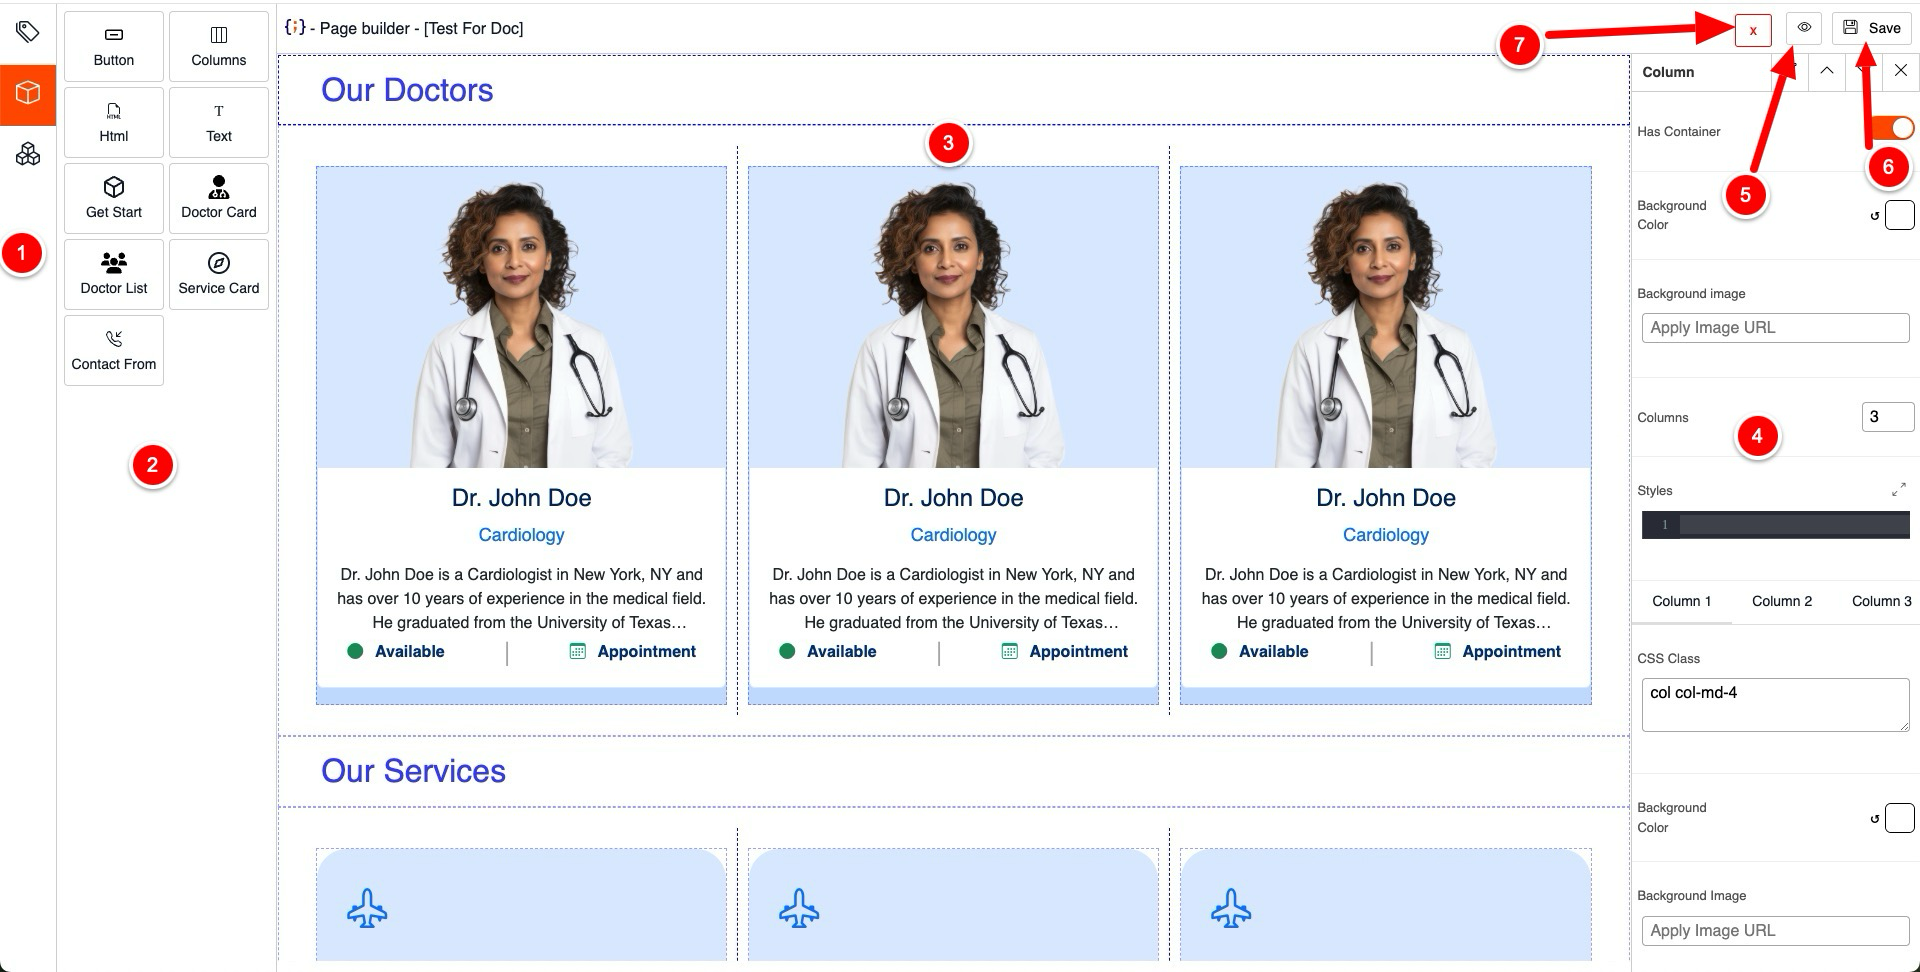 {;} - Page builder - [Test For Doc]
x
Save
7
5
6
Button
Columns
Html
Text
Get Start
Doctor Card
Doctor List
Service Card
Contact From
1
2
Our Doctors
3
Dr. John Doe
Cardiology
Dr. John Doe is a Cardiologist in New York, NY and
has over 10 years of experience in the medical field.
He graduated from the University of Texas…
Available
Appointment
Dr. John Doe
Cardiology
Dr. John Doe is a Cardiologist in New York, NY and
has over 10 years of experience in the medical field.
He graduated from the University of Texas…
Available
Appointment
Dr. John Doe
Cardiology
Dr. John Doe is a Cardiologist in New York, NY and
has over 10 years of experience in the medical field.
He graduated from the University of Texas…
Available
Appointment
Our Services
Column
Has Container
Background
Color
Background image
Apply Image URL
Columns
3
4
Styles
1
Column 1
Column 2
Column 3
CSS Class
col col-md-4
Background
Color
Background Image
Apply Image URL